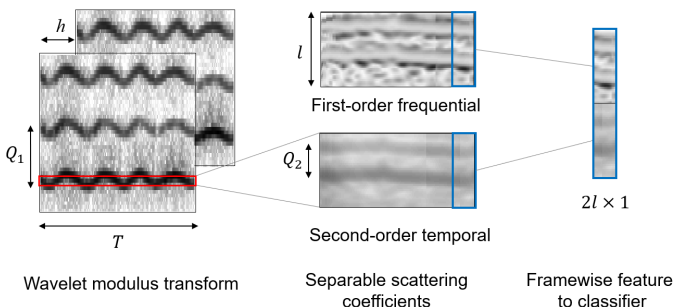 h
l
First-order frequential
Q₁
Q₂
2l × 1
T
Second-order temporal
Wavelet modulus transform
Separable scattering
coefficients
Framewise feature
to classifier